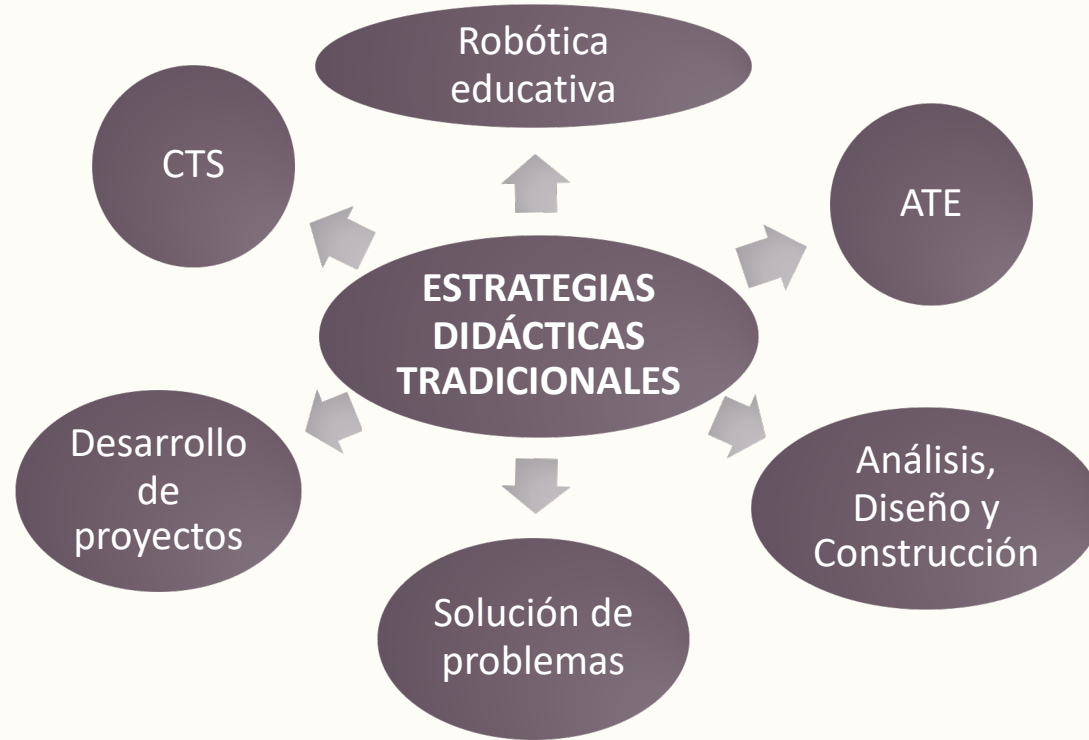 Robótica
educativa
CTS
ATE
ESTRATEGIAS
DIDÁCTICAS
TRADICIONALES
Desarrollo
de
proyectos
Análisis,
Diseño y
Construcción
Solución de
problemas